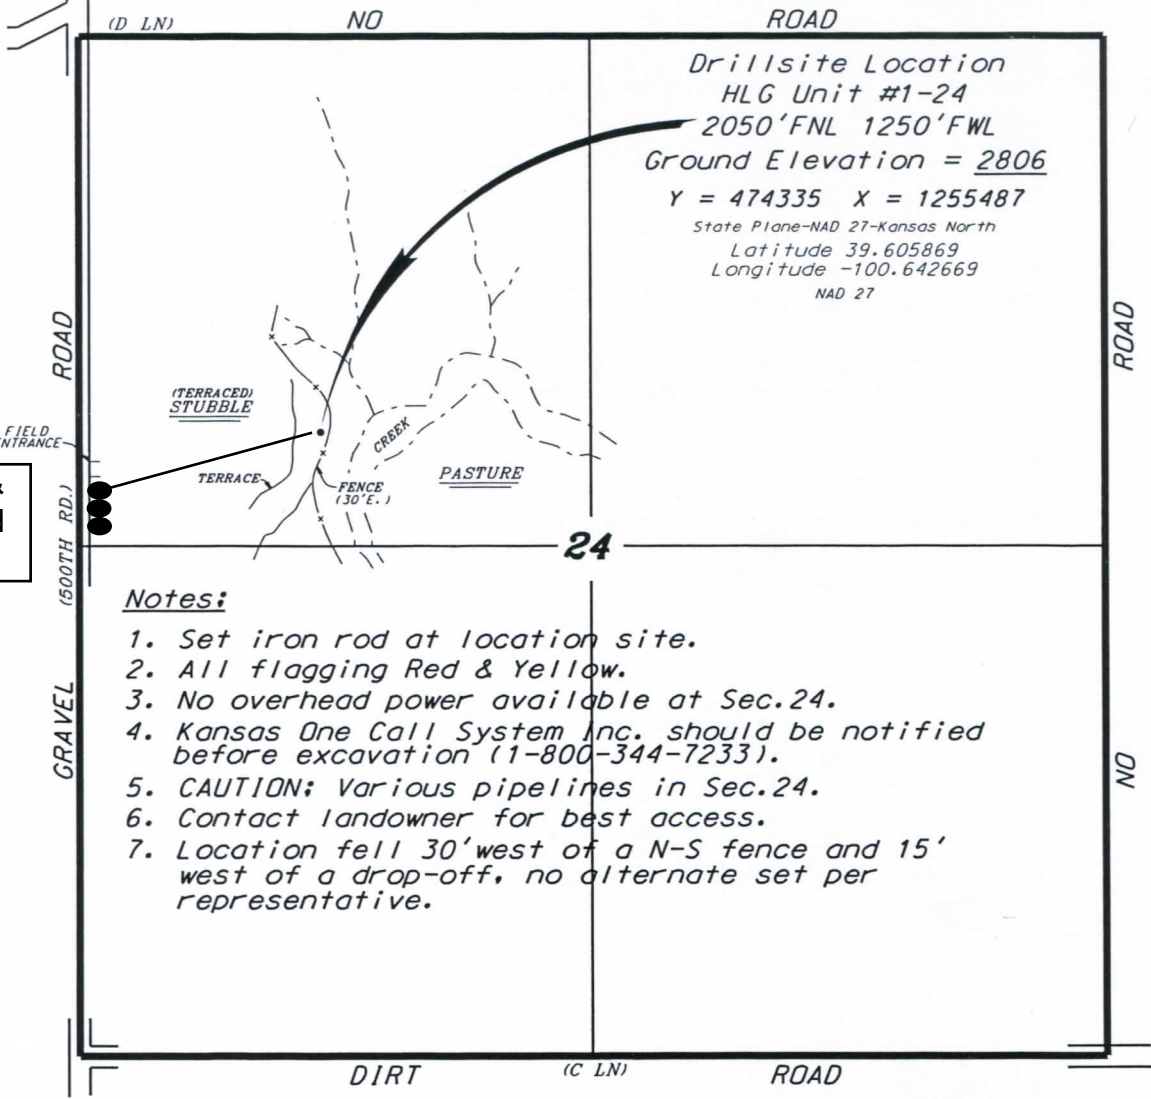 (D LN) NO ROAD
Drillsite Location
HLG Unit #1-24
2050'FNL 1250'FWL
Ground Elevation = 2806
Y = 474335 X = 1255487
State Plane-NAD 27-Kansas North
Latitude 39.605869
Longitude -100.642669
NAD 27
ROAD
ROAD
(TERRACED)
STUBBLE
FIELD
CREEK
TERRACE
FENCE
(30'E.)
PASTURE
(500TH RD.)
24
Notes:
1. Set iron rod at location site.
2. All flagging Red & Yellow.
3. No overhead power available at Sec.24.
4. Kansas One Call System Inc. should be notified
before excavation (1-800-344-7233).
5. CAUTION: Various pipelines in Sec.24.
6. Contact landowner for best access.
7. Location fell 30'west of a N-S fence and 15'
west of a drop-off, no alternate set per
representative.
GRAVEL
NO
DIRT (C LN) ROAD